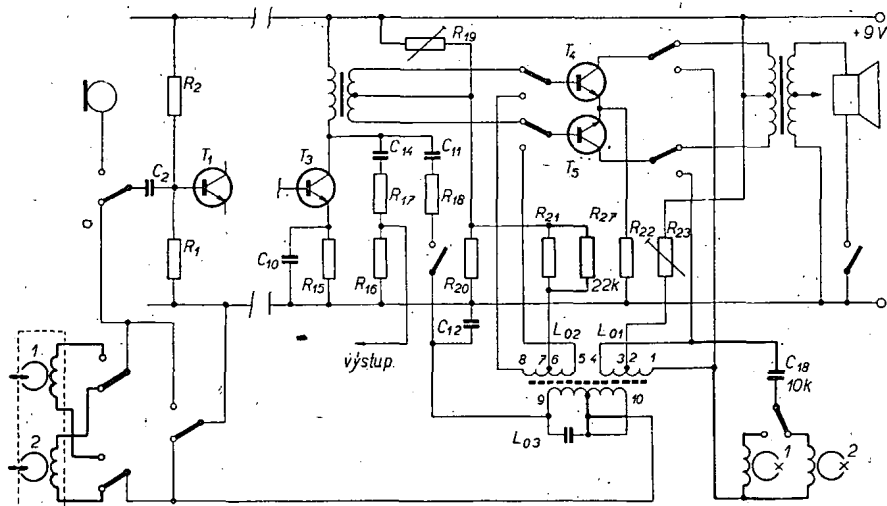 R19
+9V
T4
R2
C14
C11
T5
C2
T1
T3
R17
R18
R21
R27
R22
R23
R1
C10
R15
R16
R20
22k
C12
L02
L01
výstup
8 7 6 5 4 3 2 1
C18
10k
1
9
10
L03
2
1
2